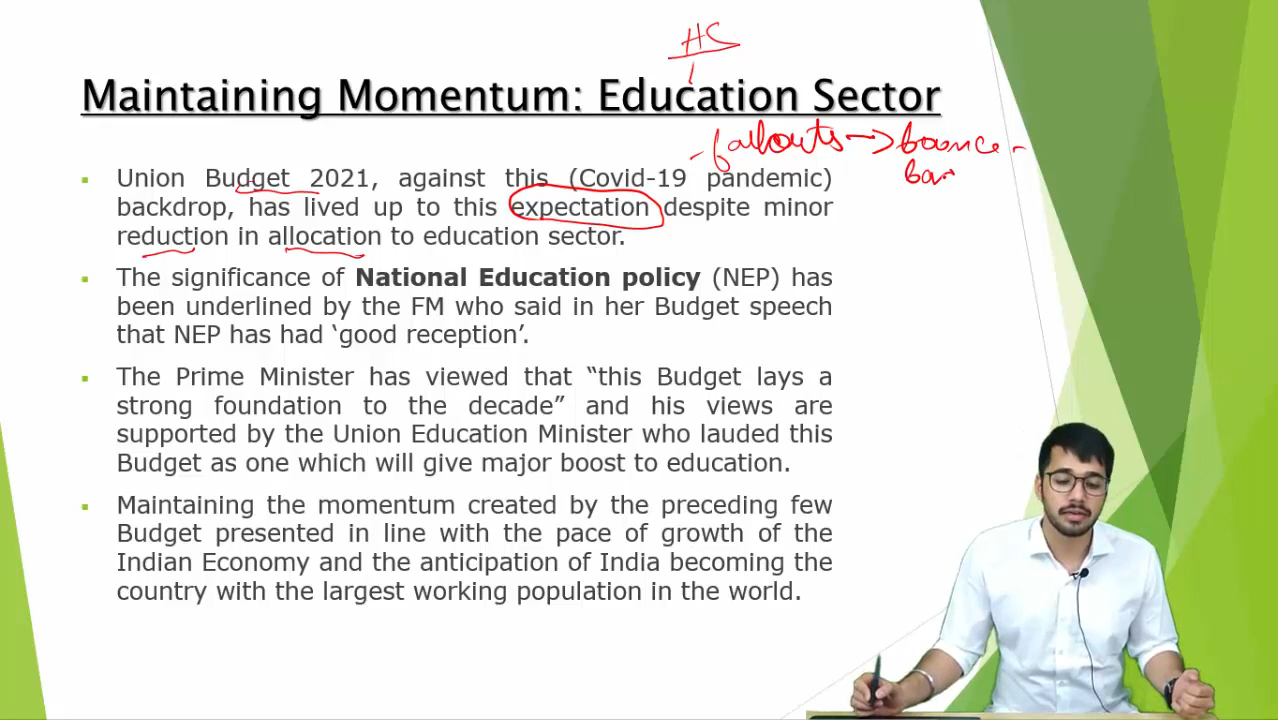 HC
Maintaining Momentum: Education Sector
- fallouts → bounce-
bac
▪ Union Budget 2021, against this (Covid-19 pandemic)
backdrop, has lived up to this expectation despite minor
reduction in allocation to education sector.
▪ The significance of National Education policy (NEP) has
been underlined by the FM who said in her Budget speech
that NEP has had ‘good reception’.
▪ The Prime Minister has viewed that “this Budget lays a
strong foundation to the decade” and his views are
supported by the Union Education Minister who lauded this
Budget as one which will give major boost to education.
▪ Maintaining the momentum created by the preceding few
Budget presented in line with the pace of growth of the
Indian Economy and the anticipation of India becoming the
country with the largest working population in the world.